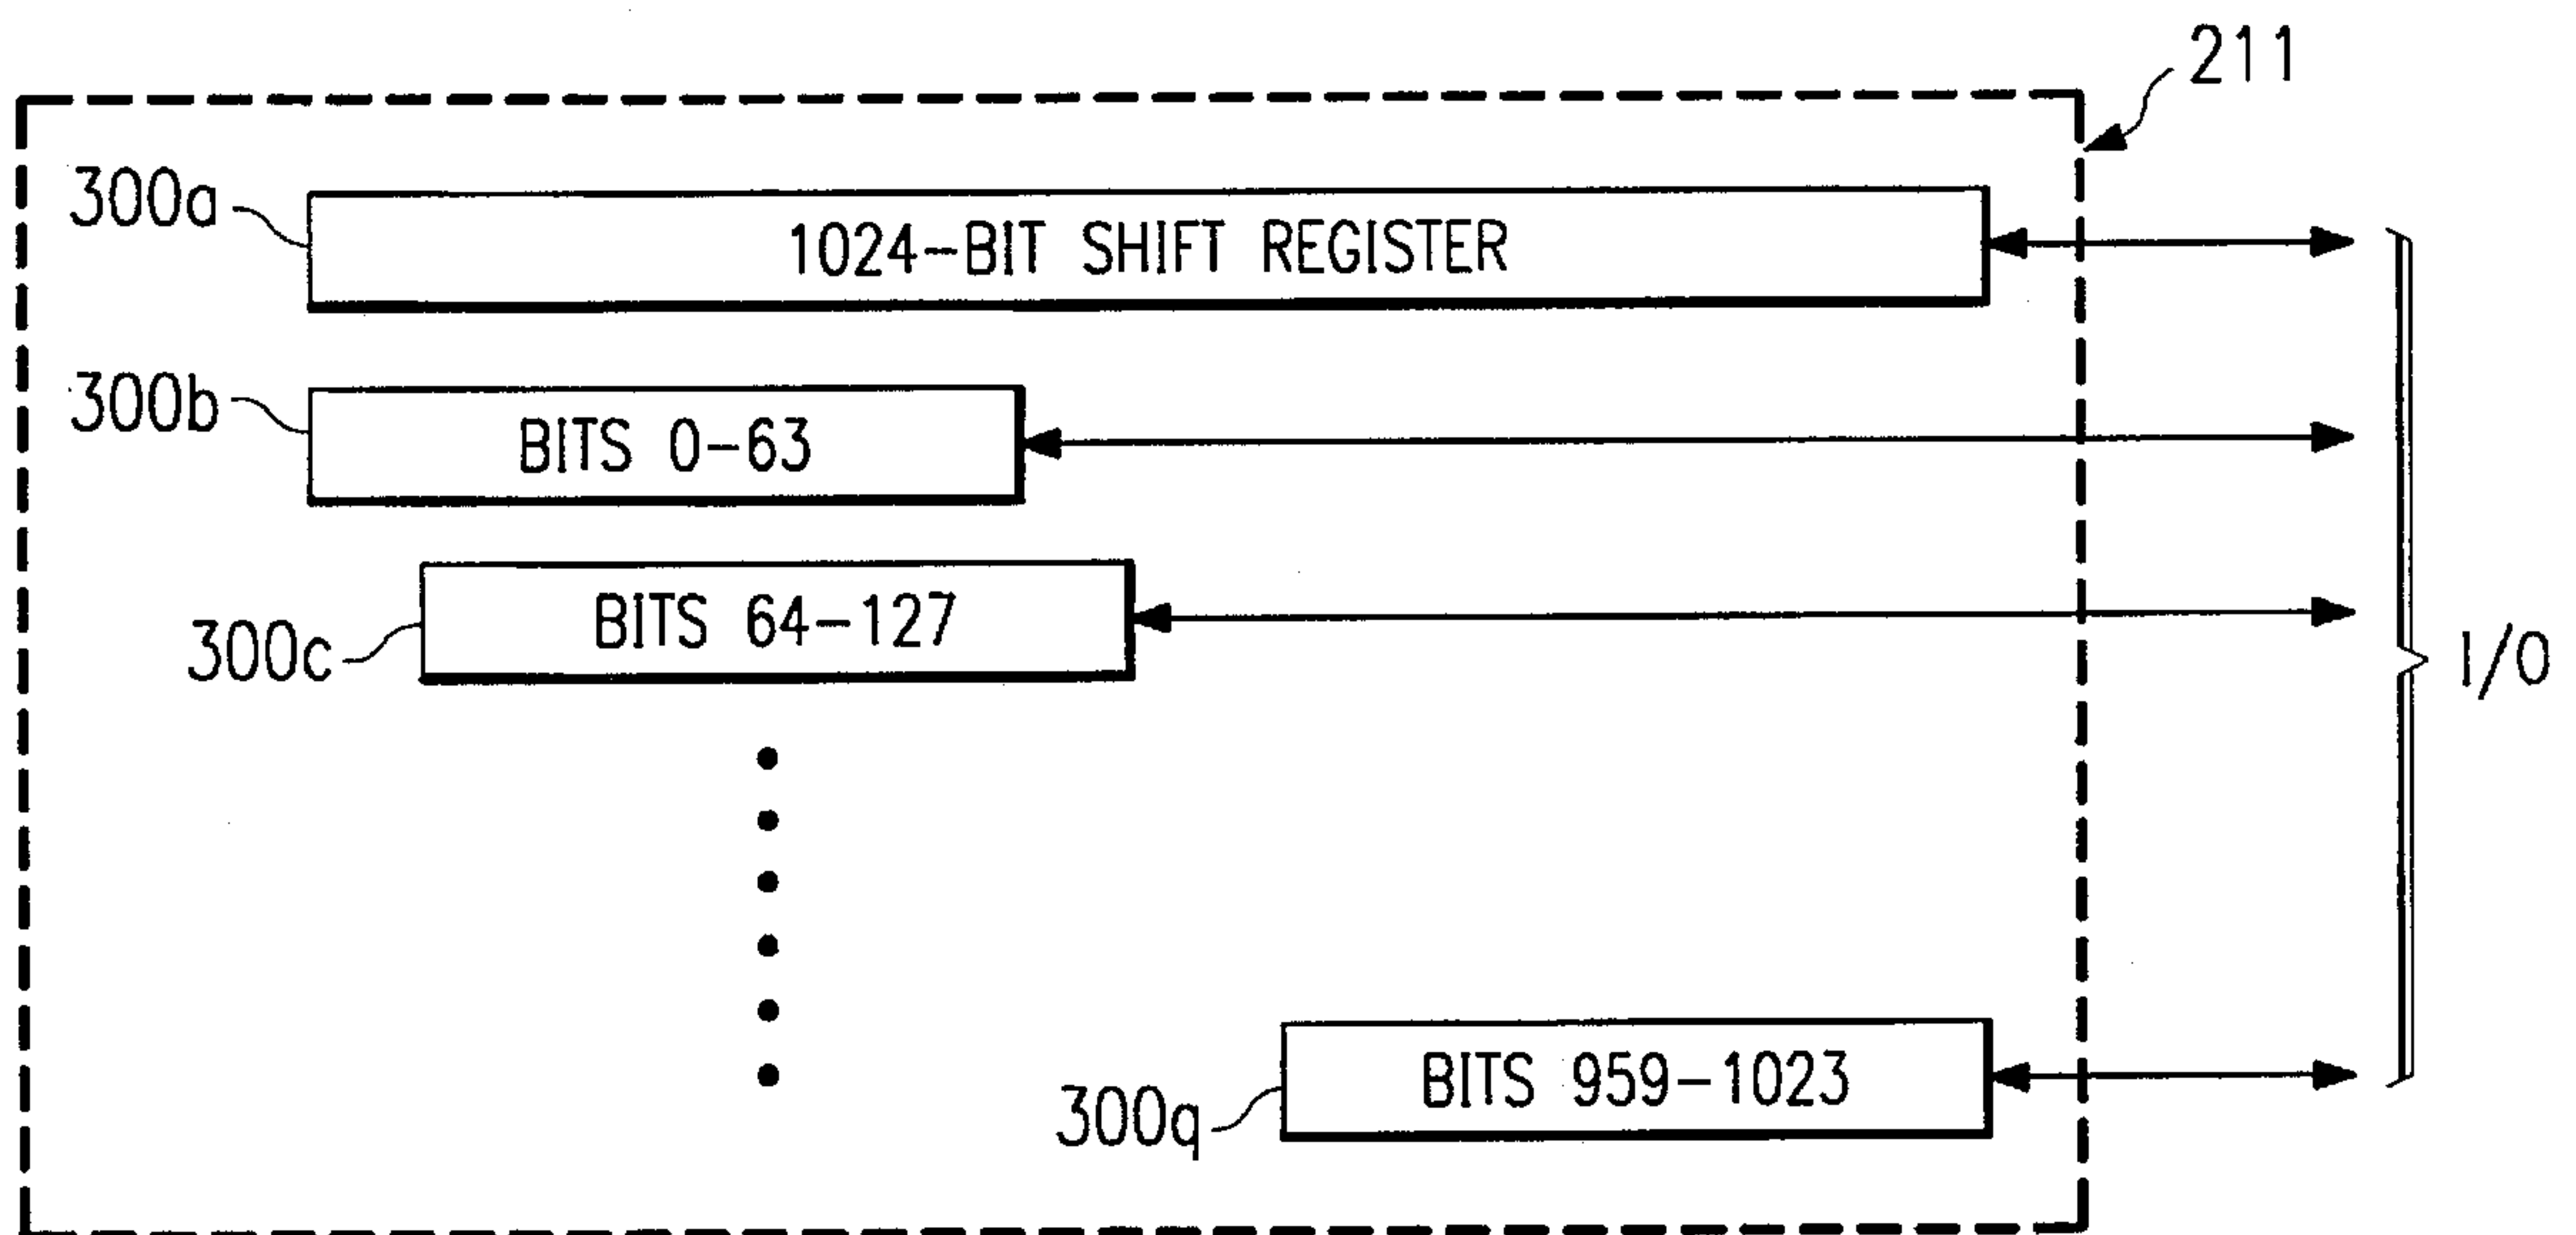 211
300a
1024-BIT SHIFT REGISTER
300b
BITS 0-63
300c
BITS 64-127
I/O
300q
BITS 959-1023